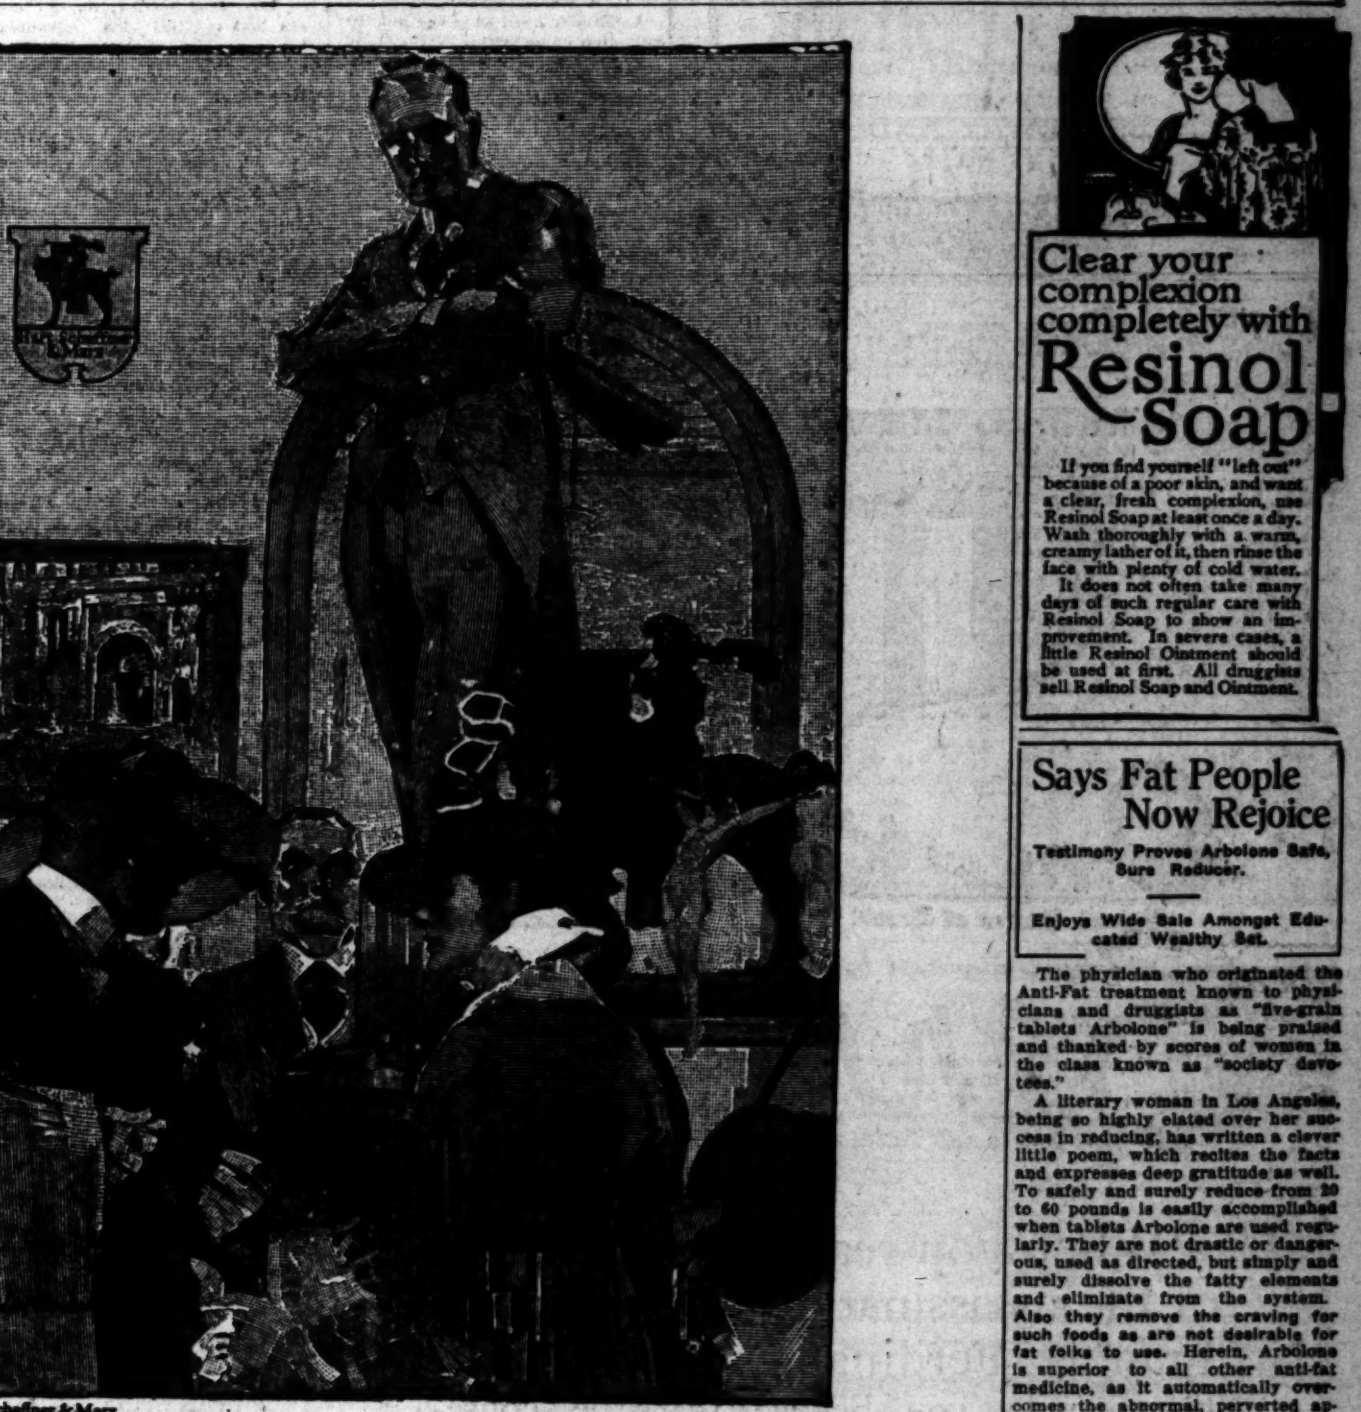 Hart Schaffner
& Marx
Clear your
complexion
completely with
Resinol
Soap
If you find yourself "left out"
because of a poor skin, and want
a clear, fresh complexion, use
Resinol Soap at least once a day.
Wash thoroughly with a warm,
creamy lather of it, then rinse the
face with plenty of cold water.
It does not often take many
days of such regular care with
Resinol Soap to show an im-
provement. In severe cases, a
little Resinol Ointment should
be used at first. All druggists
sell Resinol Soap and Ointment.
Says Fat People
Now Rejoice
Testimony Proves Arbolone Safe,
Sure Reducer.
Enjoys Wide Sale Amongst Edu-
cated Wealthy Set.
The physician who originated the
Anti-Fat treatment known to physi-
cians and druggists as "five-grain
tablets Arbolone" is being praised
and thanked by scores of women in
the class known as "society devo-
tees."
A literary woman in Los Angeles,
being so highly elated over her suc-
cess in reducing, has written a clever
little poem, which recites the facts
and expresses deep gratitude as well.
To safely and surely reduce from 20
to 60 pounds is easily accomplished
when tablets Arbolone are used regu-
larly. They are not drastic or danger-
ous, used as directed, but simply and
surely dissolve the fatty elements
and eliminate from the system.
Also they remove the craving for
such foods as are not desirable for
fat folks to use. Herein, Arbolone
is superior to all other anti-fat
medicine, as it automatically over-
comes the abnormal, perverted ap-
chaffner & Marx